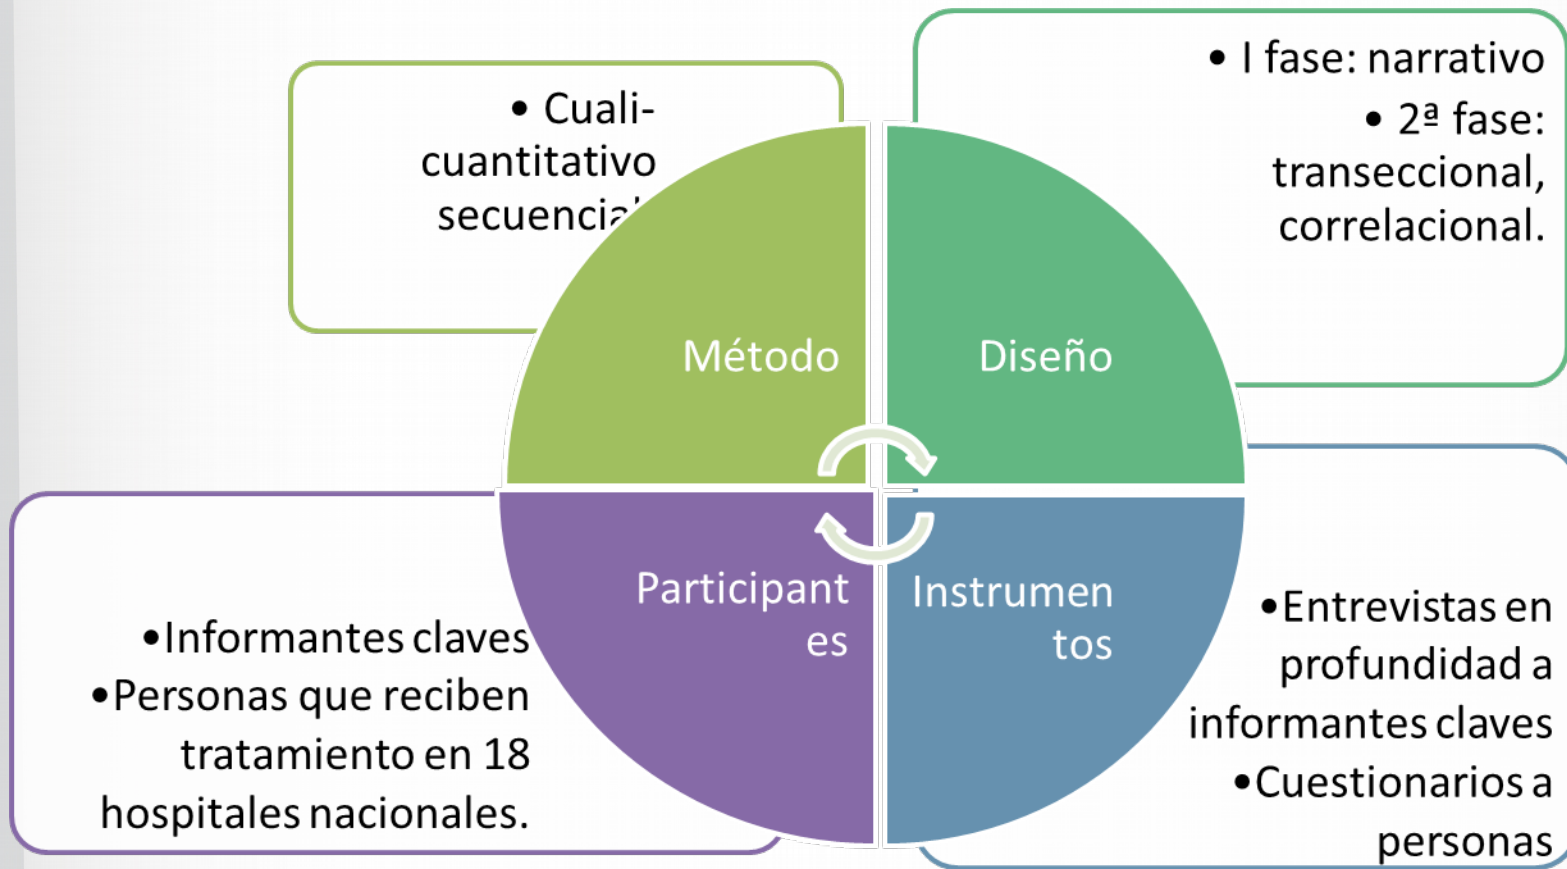 • Cuali-
cuantitativo
secuencial
• I fase: narrativo
• 2ª fase:
transeccional,
correlacional.
Método
Diseño
Participant
es
Instrumen
tos
•Informantes claves
•Personas que reciben
tratamiento en 18
hospitales nacionales.
•Entrevistas en
profundidad a
informantes claves
•Cuestionarios a
personas